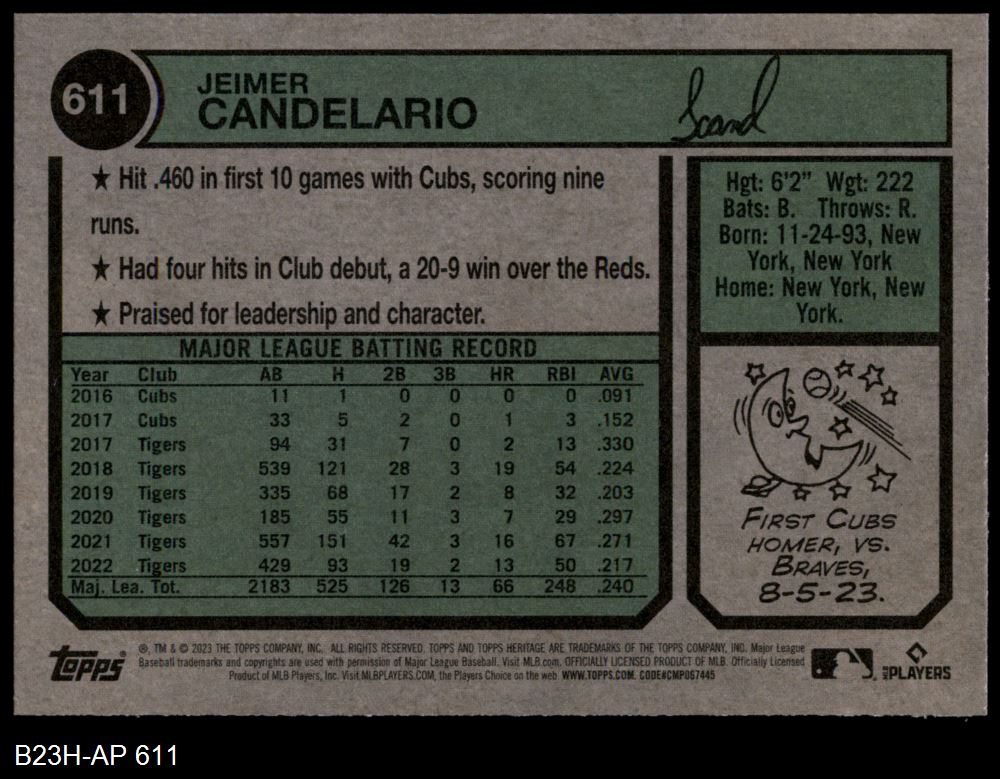 611
JEIMER
CANDELARIO
Scand
★ Hit .460 in first 10 games with Cubs, scoring nine
runs.
★ Had four hits in Club debut, a 20-9 win over the Reds.
★ Praised for leadership and character.
Hgt: 6'2" Wgt: 222
Bats: B. Throws: R.
Born: 11-24-93, New
York, New York
Home: New York, New
York.
MAJOR LEAGUE BATTING RECORD
Year Club AB H 2B 3B HR RBI AVG
2016 Cubs 11 1 0 0 0 0 .091
2017 Cubs 33 5 2 0 1 3 .152
2017 Tigers 94 31 7 0 2 13 .330
2018 Tigers 539 121 28 3 19 54 .224
2019 Tigers 335 68 17 2 8 32 .203
2020 Tigers 185 55 11 3 7 29 .297
2021 Tigers 557 151 42 3 16 67 .271
2022 Tigers 429 93 19 2 13 50 .217
Maj. Lea. Tot. 2183 525 126 13 66 248 .240
FIRST CUBS
HOMER, VS.
BRAVES,
8-5-23.
topps
®, TM & © 2023 THE TOPPS COMPANY, INC. ALL RIGHTS RESERVED. TOPPS AND TOPPS HERITAGE ARE TRADEMARKS OF THE TOPPS COMPANY, INC. Major League
Baseball trademarks and copyrights are used with permission of Major League Baseball. Visit MLB.com. OFFICIALLY LICENSED PRODUCT OF MLB. Officially Licensed
Product of MLB Players, Inc. Visit MLBPLAYERS.COM, the Players Choice on the web. WWW.TOPPS.COM. CODE#CMP067445
MLB PLAYERS
B23H-AP 611